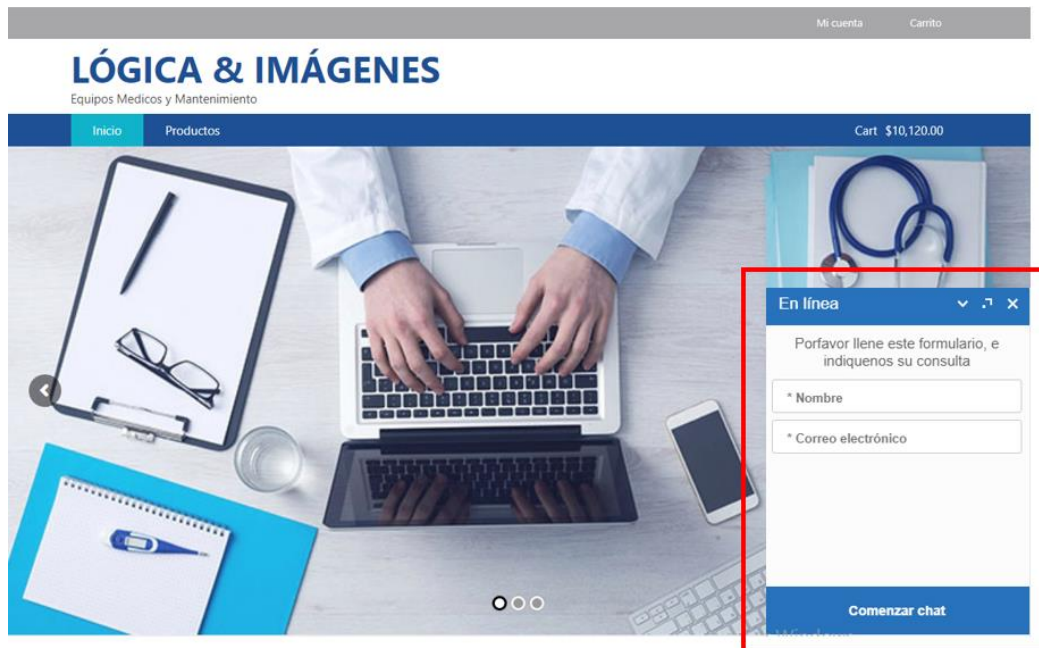 Mi cuenta Carrito
LÓGICA & IMÁGENES
Equipos Medicos y Mantenimiento
Inicio Productos Cart $10,120.00
En línea
Porfavor llene este formulario, e
indiquenos su consulta
* Nombre
* Correo electrónico
Comenzar chat